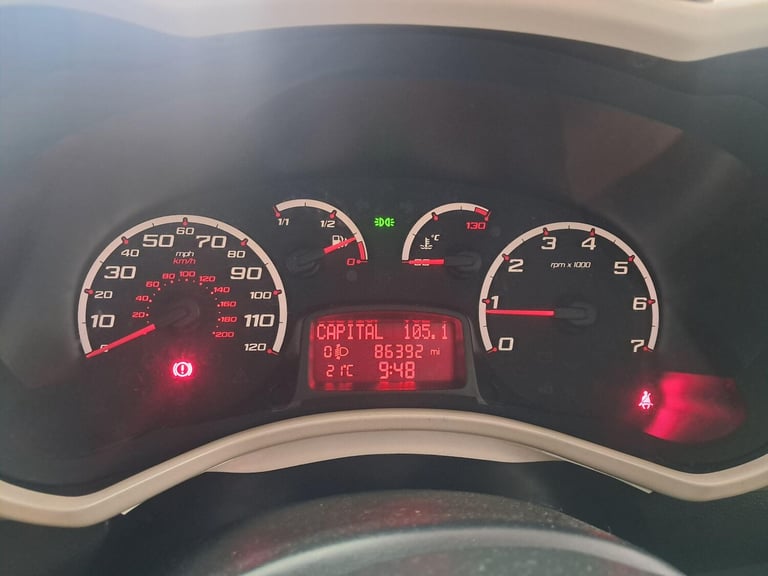 10 20 30 40 50 60 70 80 90 100 110 120
mph
km/h
20 40 60 80 100 120 140 160 180 200
1/1 1/2 0
°C
130
0 1 2 3 4 5 6 7
rpm x 1000
CAPITAL 105.1
0 86392 mi
21°C 9:48